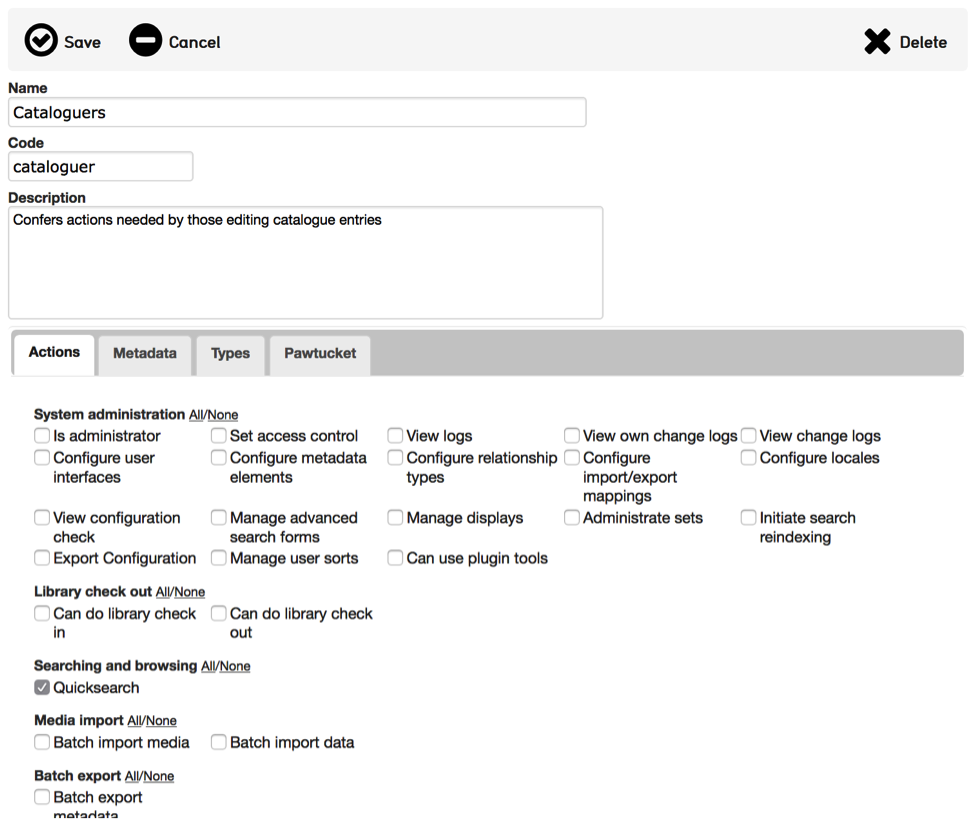 Save Cancel Delete
Name
Cataloguers
Code
cataloguer
Description
Confers actions needed by those editing catalogue entries
Actions Metadata Types Pawtucket
System administration All/None
Is administrator Set access control View logs View own change logs View change logs
Configure user Configure metadata Configure relationship Configure Configure locales
interfaces elements types import/export
mappings
View configuration Manage advanced Manage displays Administrate sets Initiate search
check search forms reindexing
Export Configuration Manage user sorts Can use plugin tools
Library check out All/None
Can do library check Can do library check
in out
Searching and browsing All/None
Quicksearch
Media import All/None
Batch import media Batch import data
Batch export All/None
Batch export
metadata